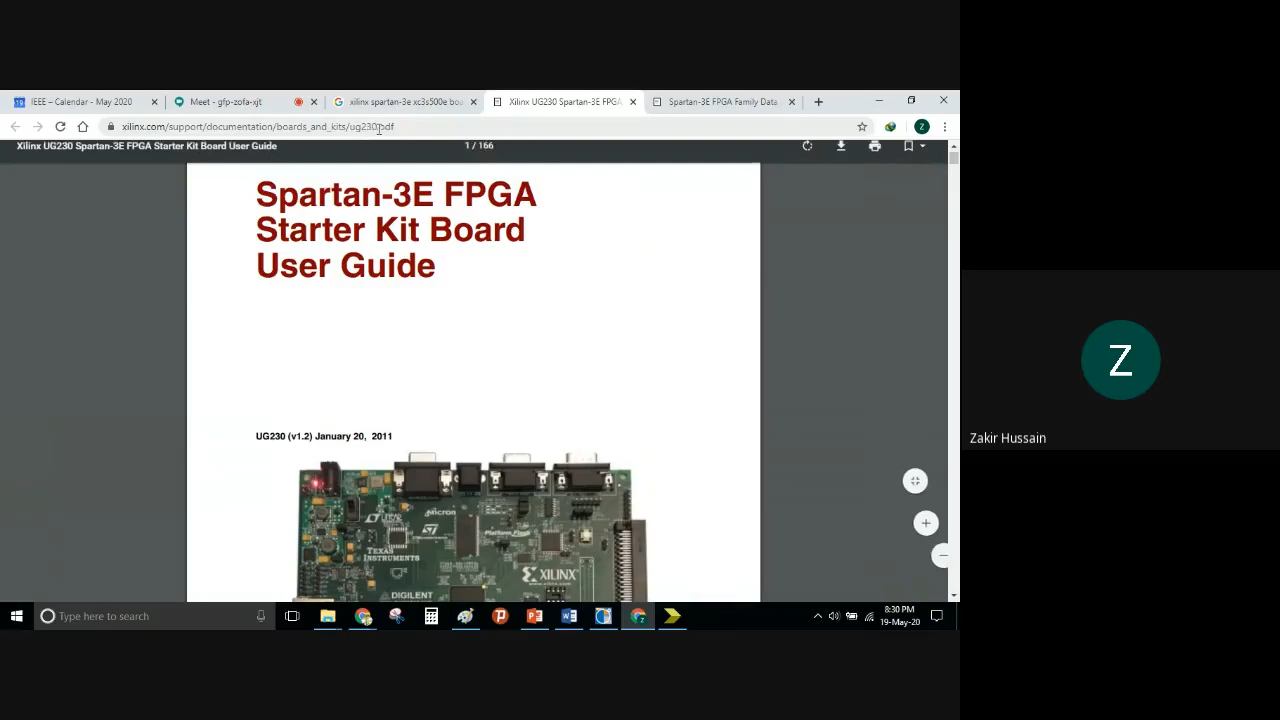 IEEE – Calendar - May 2020
Meet - gfp-zofa-xjt
xilinx spartan-3e xc3s500e boa
Xilinx UG230 Spartan-3E FPGA
Spartan-3E FPGA Family Data
xilinx.com/support/documentation/boards_and_kits/ug230.pdf
Z
Xilinx UG230 Spartan-3E FPGA Starter Kit Board User Guide
1 / 166
Spartan-3E FPGA
Starter Kit Board
User Guide
UG230 (v1.2) January 20, 2011
Micron
TEXAS
INSTRUMENTS
Platform Flash
XILINX
DIGILENT
Z
Zakir Hussain
Type here to search
8:30 PM
19-May-20